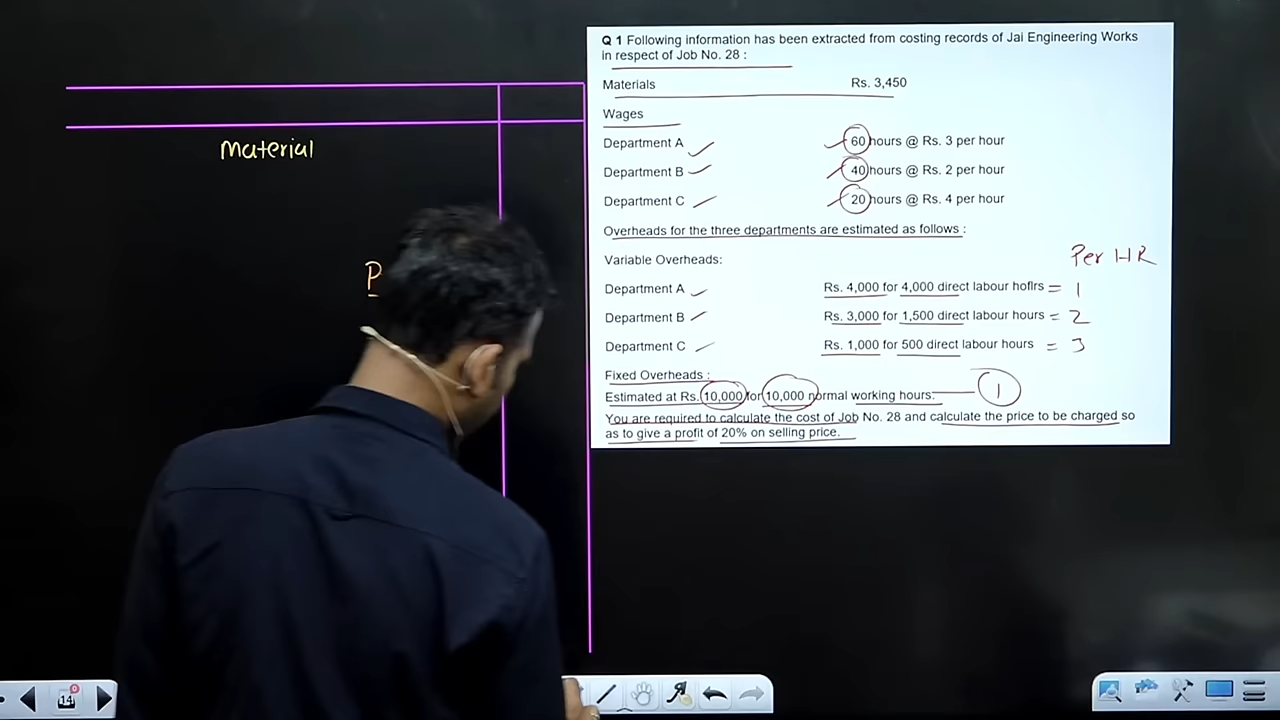 Q 1 Following information has been extracted from costing records of Jai Engineering Works
in respect of Job No. 28 :
Materials Rs. 3,450
Wages
Department A 60 hours @ Rs. 3 per hour
Department B 40 hours @ Rs. 2 per hour
Department C 20 hours @ Rs. 4 per hour
Overheads for the three departments are estimated as follows :
Variable Overheads: Per HR
Department A Rs. 4,000 for 4,000 direct labour hoflrs = 1
Department B Rs. 3,000 for 1,500 direct labour hours = 2
Department C Rs. 1,000 for 500 direct labour hours = 3
Fixed Overheads :
Estimated at Rs. 10,000 for 10,000 normal working hours. 1
You are required to calculate the cost of Job No. 28 and calculate the price to be charged so
as to give a profit of 20% on selling price.
Material
P
14